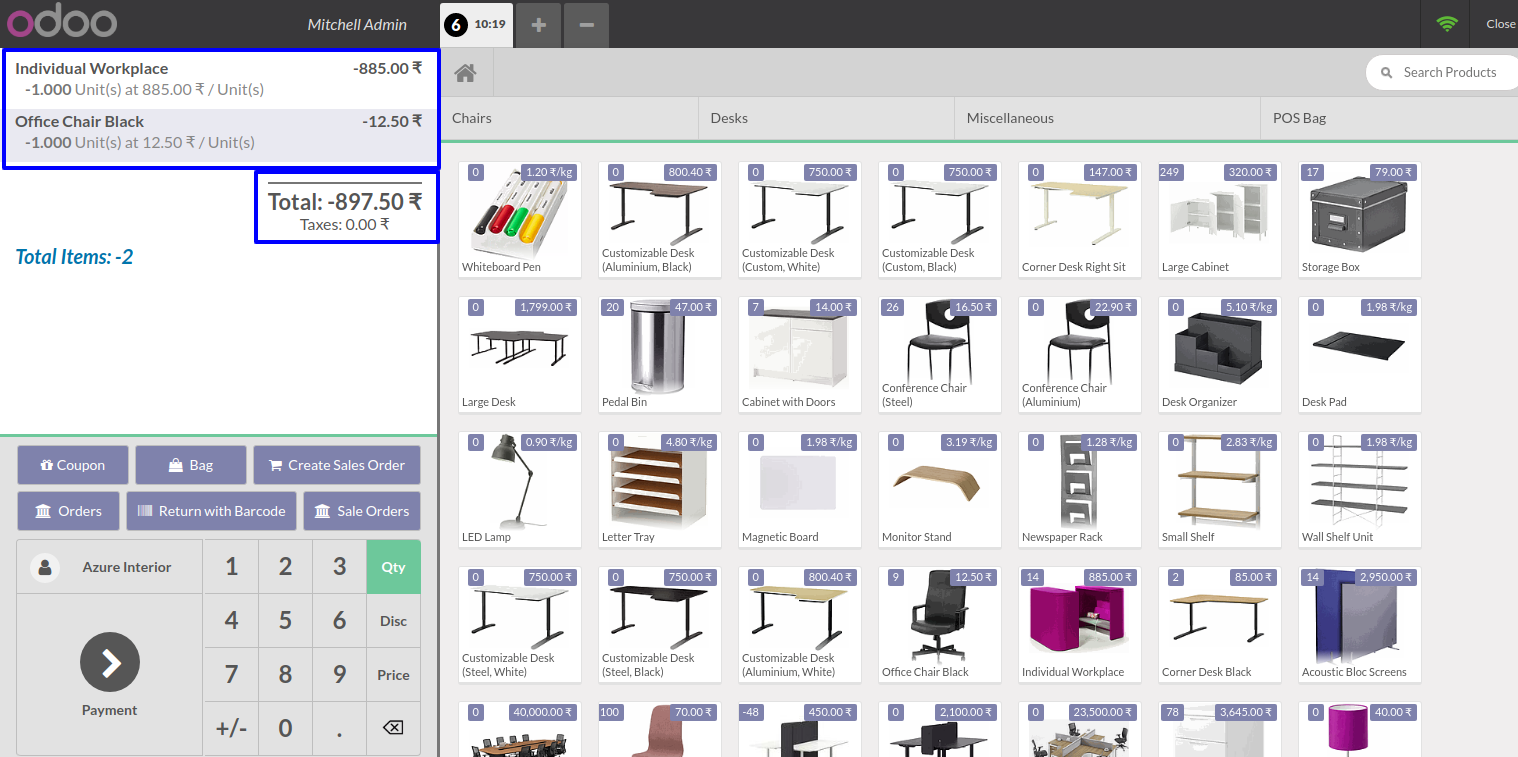 odoo
Mitchell Admin
6 10:19
Close
Individual Workplace -885.00 ₹
-1.000 Unit(s) at 885.00 ₹ / Unit(s)
Office Chair Black -12.50 ₹
-1.000 Unit(s) at 12.50 ₹ / Unit(s)
Total: -897.50 ₹
Taxes: 0.00 ₹
Total Items: -2
Coupon
Bag
Create Sales Order
Orders
Return with Barcode
Sale Orders
Azure Interior
1 2 3 Qty
4 5 6 Disc
7 8 9 Price
+/- 0 .
Payment
Search Products
Chairs Desks Miscellaneous POS Bag
0 1.20 ₹/kg
Whiteboard Pen
0 800.40 ₹
Customizable Desk
(Aluminium, Black)
0 750.00 ₹
Customizable Desk
(Custom, White)
0 750.00 ₹
Customizable Desk
(Custom, Black)
0 147.00 ₹
Corner Desk Right Sit
249 320.00 ₹
Large Cabinet
17 79.00 ₹
Storage Box
0 1,799.00 ₹
Large Desk
20 47.00 ₹
Pedal Bin
7 14.00 ₹
Cabinet with Doors
26 16.50 ₹
Conference Chair
(Steel)
0 22.90 ₹
Conference Chair
(Aluminium)
0 5.10 ₹/kg
Desk Organizer
0 1.98 ₹/kg
Desk Pad
0 0.90 ₹/kg
LED Lamp
0 4.80 ₹/kg
Letter Tray
0 1.98 ₹/kg
Magnetic Board
0 3.19 ₹/kg
Monitor Stand
0 1.28 ₹/kg
Newspaper Rack
0 2.83 ₹/kg
Small Shelf
0 1.98 ₹/kg
Wall Shelf Unit
0 750.00 ₹
Customizable Desk
(Steel, White)
0 750.00 ₹
Customizable Desk
(Steel, Black)
0 800.40 ₹
Customizable Desk
(Aluminium, White)
9 12.50 ₹
Office Chair Black
14 885.00 ₹
Individual Workplace
2 85.00 ₹
Corner Desk Black
14 2,950.00 ₹
Acoustic Bloc Screens
0 40,000.00 ₹
100 70.00 ₹
-48 450.00 ₹
0 2,100.00 ₹
0 23,500.00 ₹
78 3,645.00 ₹
0 40.00 ₹